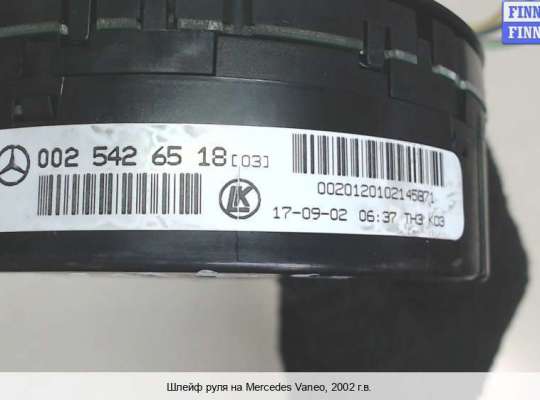 FINN
FINN
002 542 65 18 [03]
0020120102145871
LK
17-09-02 06:37 TH3 K03
Шлейф руля на Mercedes Vaneo, 2002 г.в.